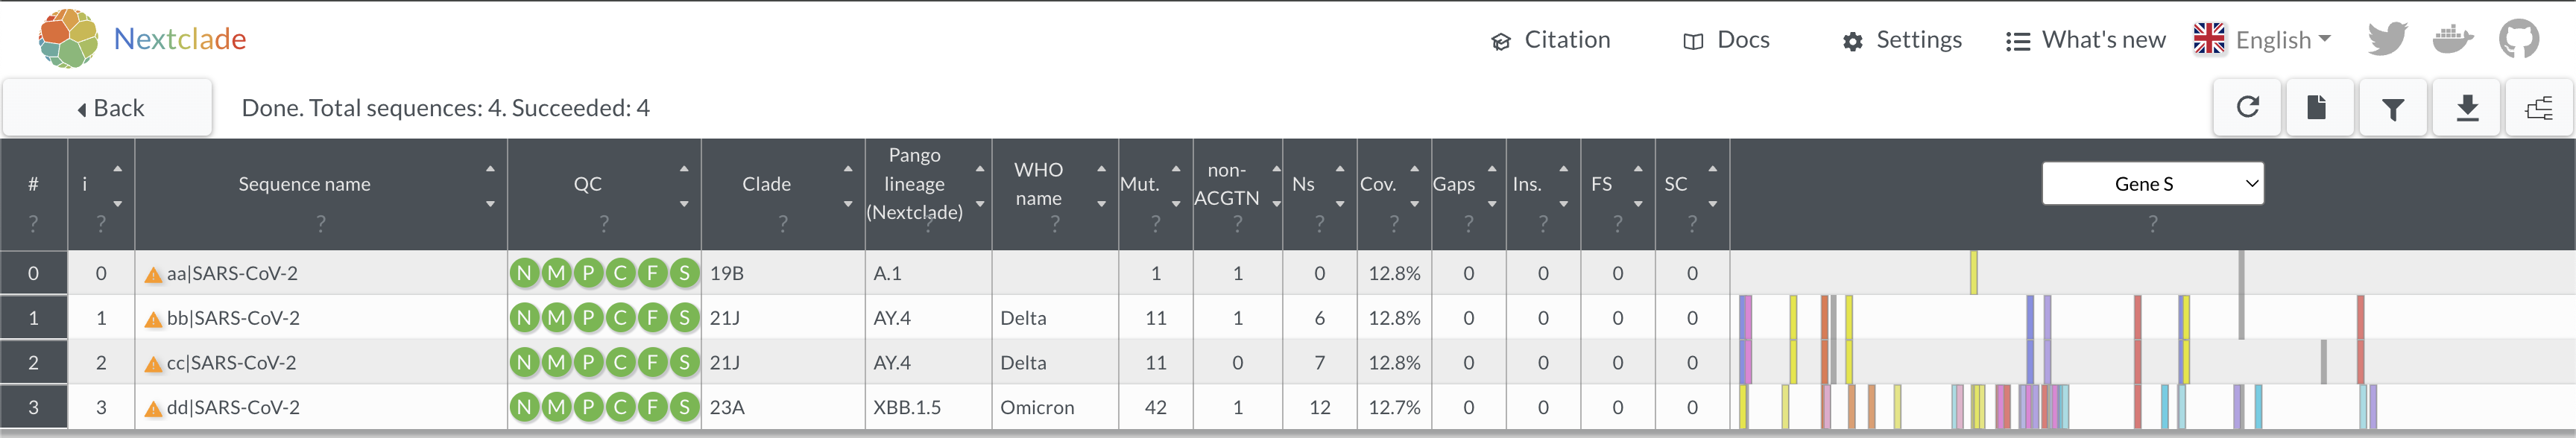 Nextclade Citation Docs Settings What's new English
Back Done. Total sequences: 4. Succeeded: 4
# i Sequence name QC Clade Pango lineage (Nextclade) WHO name Mut. non-ACGTN Ns Cov. Gaps Ins. FS SC Gene S
? ? ? ? ? ? ? ? ? ? ? ? ? ? ? ?
0 0 aa|SARS-CoV-2 N M P C F S 19B A.1 1 1 0 12.8% 0 0 0 0
1 1 bb|SARS-CoV-2 N M P C F S 21J AY.4 Delta 11 1 6 12.8% 0 0 0 0
2 2 cc|SARS-CoV-2 N M P C F S 21J AY.4 Delta 11 0 7 12.8% 0 0 0 0
3 3 dd|SARS-CoV-2 N M P C F S 23A XBB.1.5 Omicron 42 1 12 12.7% 0 0 0 0